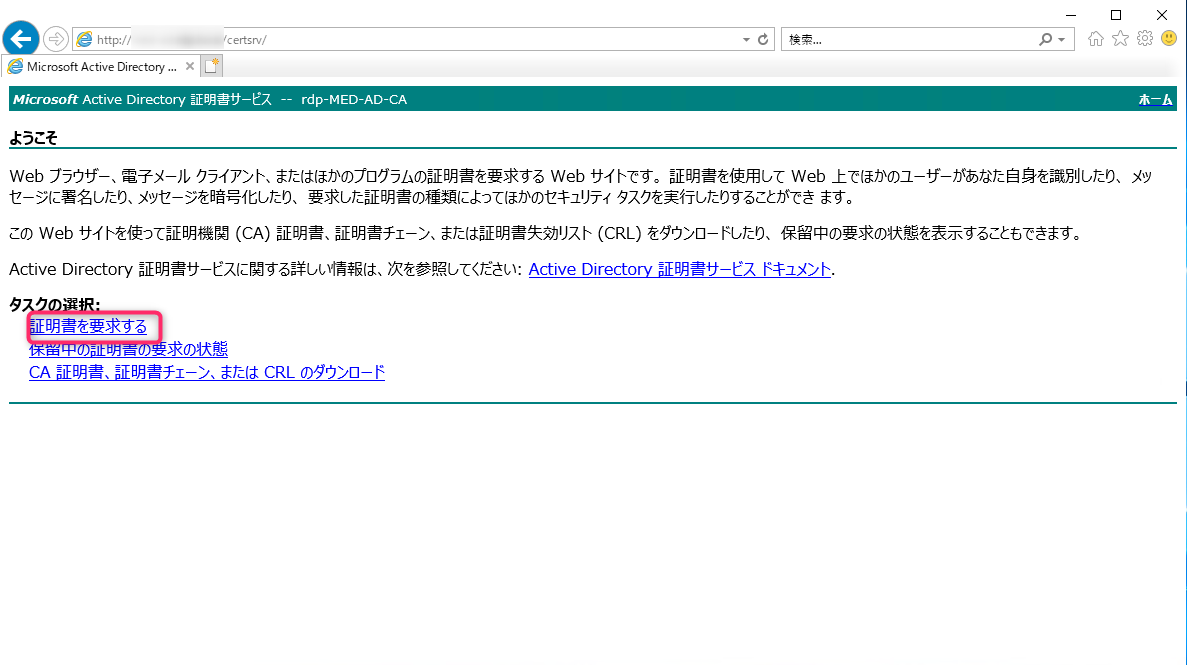 http:// /certsrv/
検索...
Microsoft Active Directory ...
Microsoft Active Directory 証明書サービス -- rdp-MED-AD-CA
ホーム
ようこそ
Web ブラウザー、電子メール クライアント、またはほかのプログラムの証明書を要求する Web サイトです。 証明書を使用して Web 上でほかのユーザーがあなた自身を識別したり、 メッ
セージに署名したり、メッセージを暗号化したり、 要求した証明書の種類によってほかのセキュリティ タスクを実行したりすることができ ます。
この Web サイトを使って証明機関 (CA) 証明書、証明書チェーン、または証明書失効リスト (CRL) をダウンロードしたり、 保留中の要求の状態を表示することもできます。
Active Directory 証明書サービスに関する詳しい情報は、次を参照してください: Active Directory 証明書サービス ドキュメント.
タスクの選択:
証明書を要求する
保留中の証明書の要求の状態
CA 証明書、証明書チェーン、または CRL のダウンロード